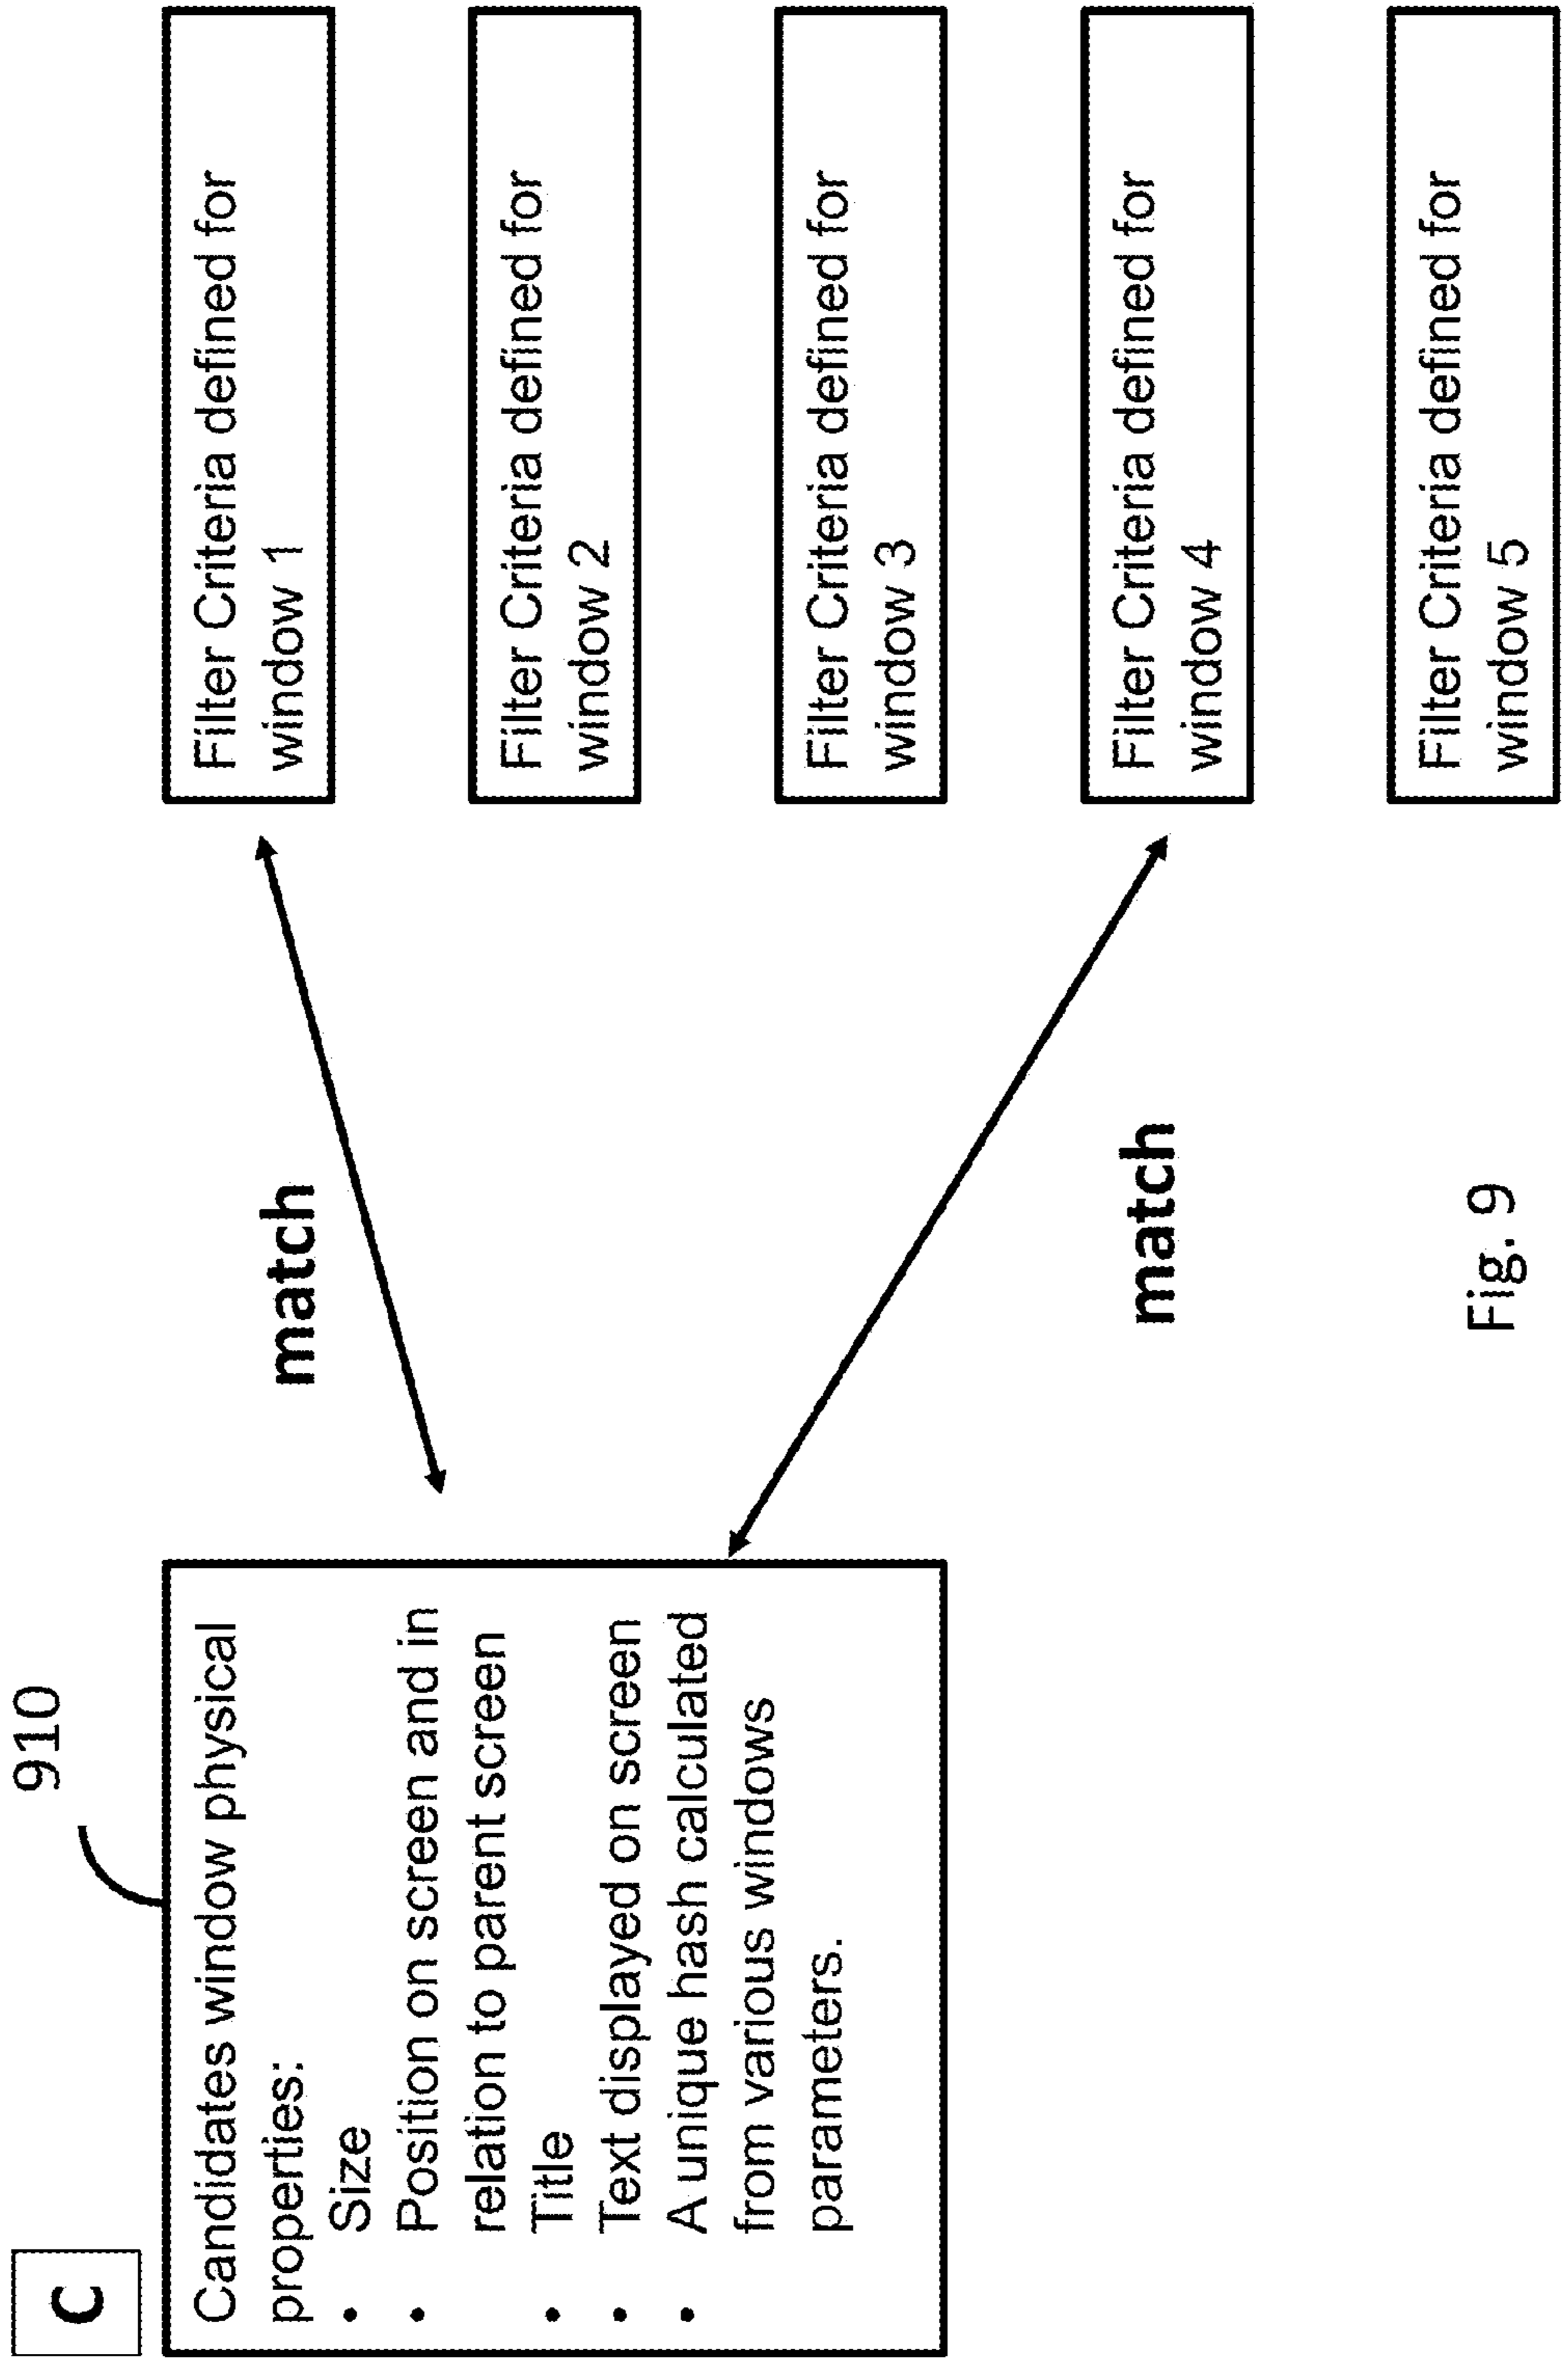 C
910
Candidates window physical
properties:
• Size
• Position on screen and in
relation to parent screen
• Title
• Text displayed on screen
• A unique hash calculated
from various windows
parameters.
match
match
Filter Criteria defined for
window 1
Filter Criteria defined for
window 2
Filter Criteria defined for
window 3
Filter Criteria defined for
window 4
Filter Criteria defined for
window 5
Fig. 9